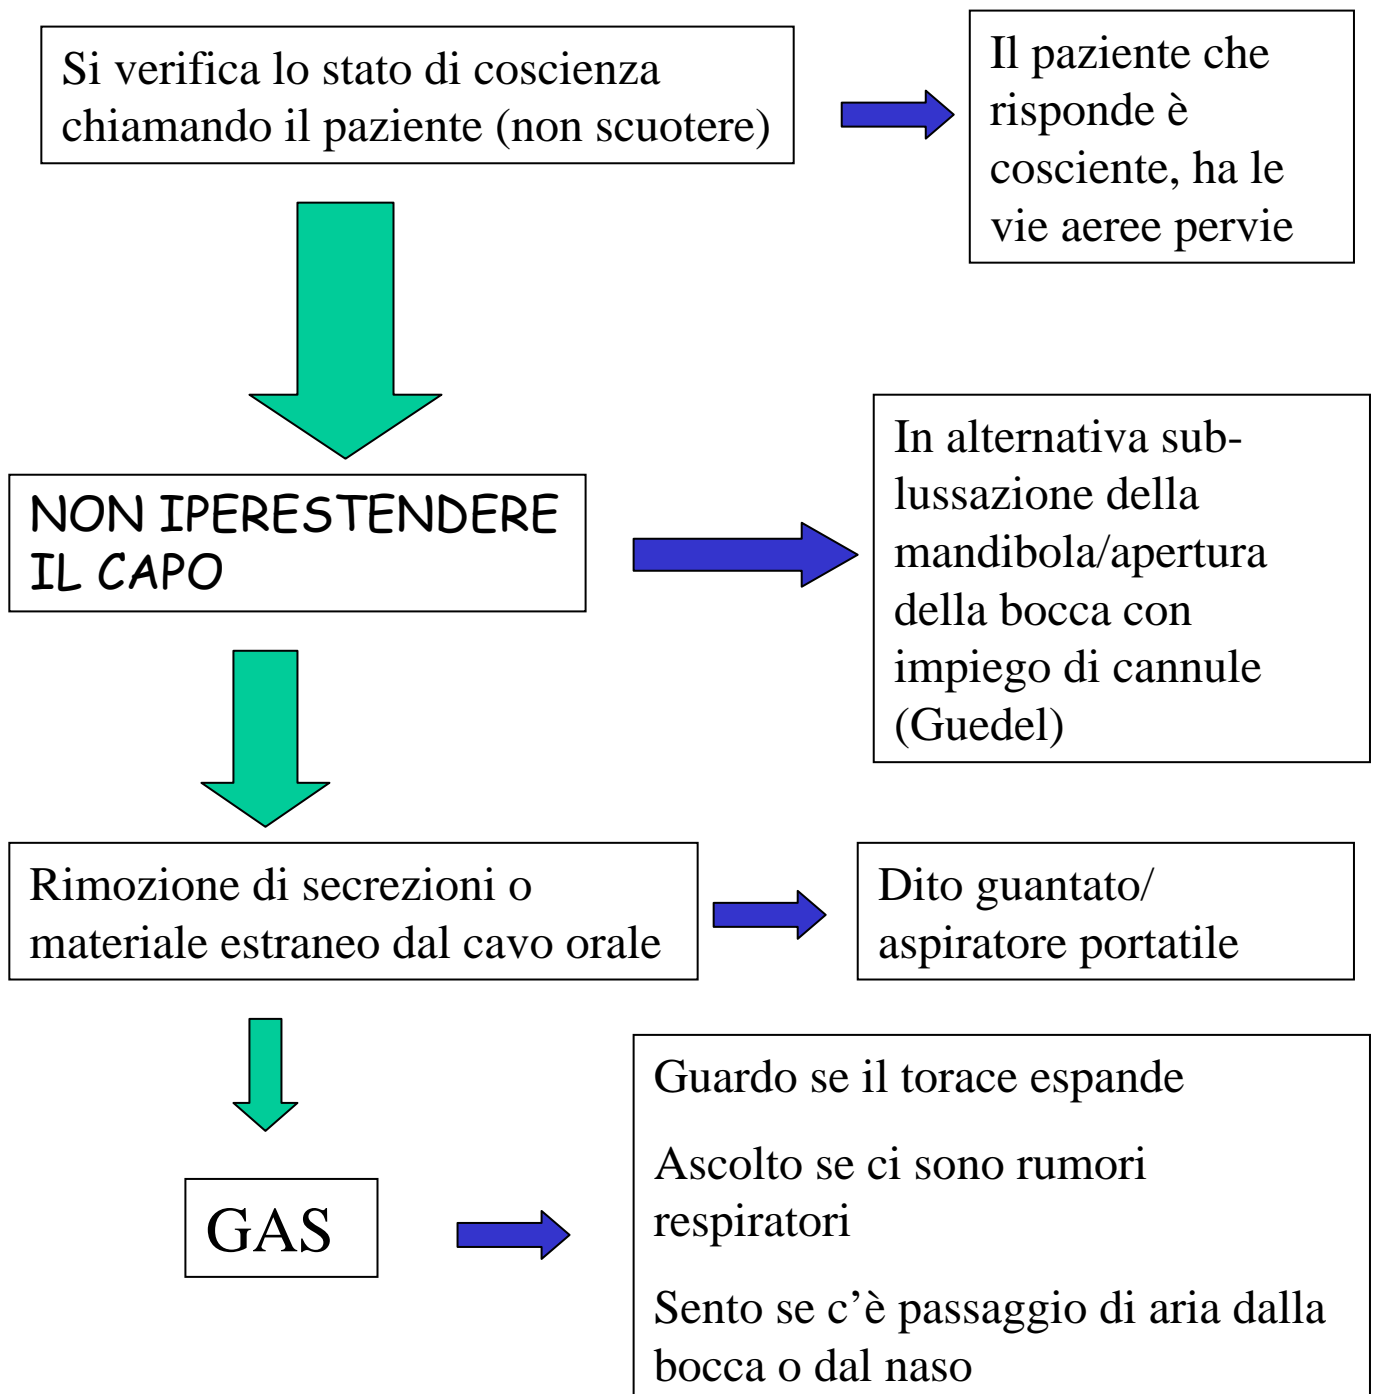 Si verifica lo stato di coscienza
chiamando il paziente (non scuotere)
Il paziente che
risponde è
cosciente, ha le
vie aeree pervie
NON IPERESTENDERE
IL CAPO
In alternativa sub-
lussazione della
mandibola/apertura
della bocca con
impiego di cannule
(Guedel)
Rimozione di secrezioni o
materiale estraneo dal cavo orale
Dito guantato/
aspiratore portatile
GAS
Guardo se il torace espande
Ascolto se ci sono rumori
respiratori
Sento se c’è passaggio di aria dalla
bocca o dal naso